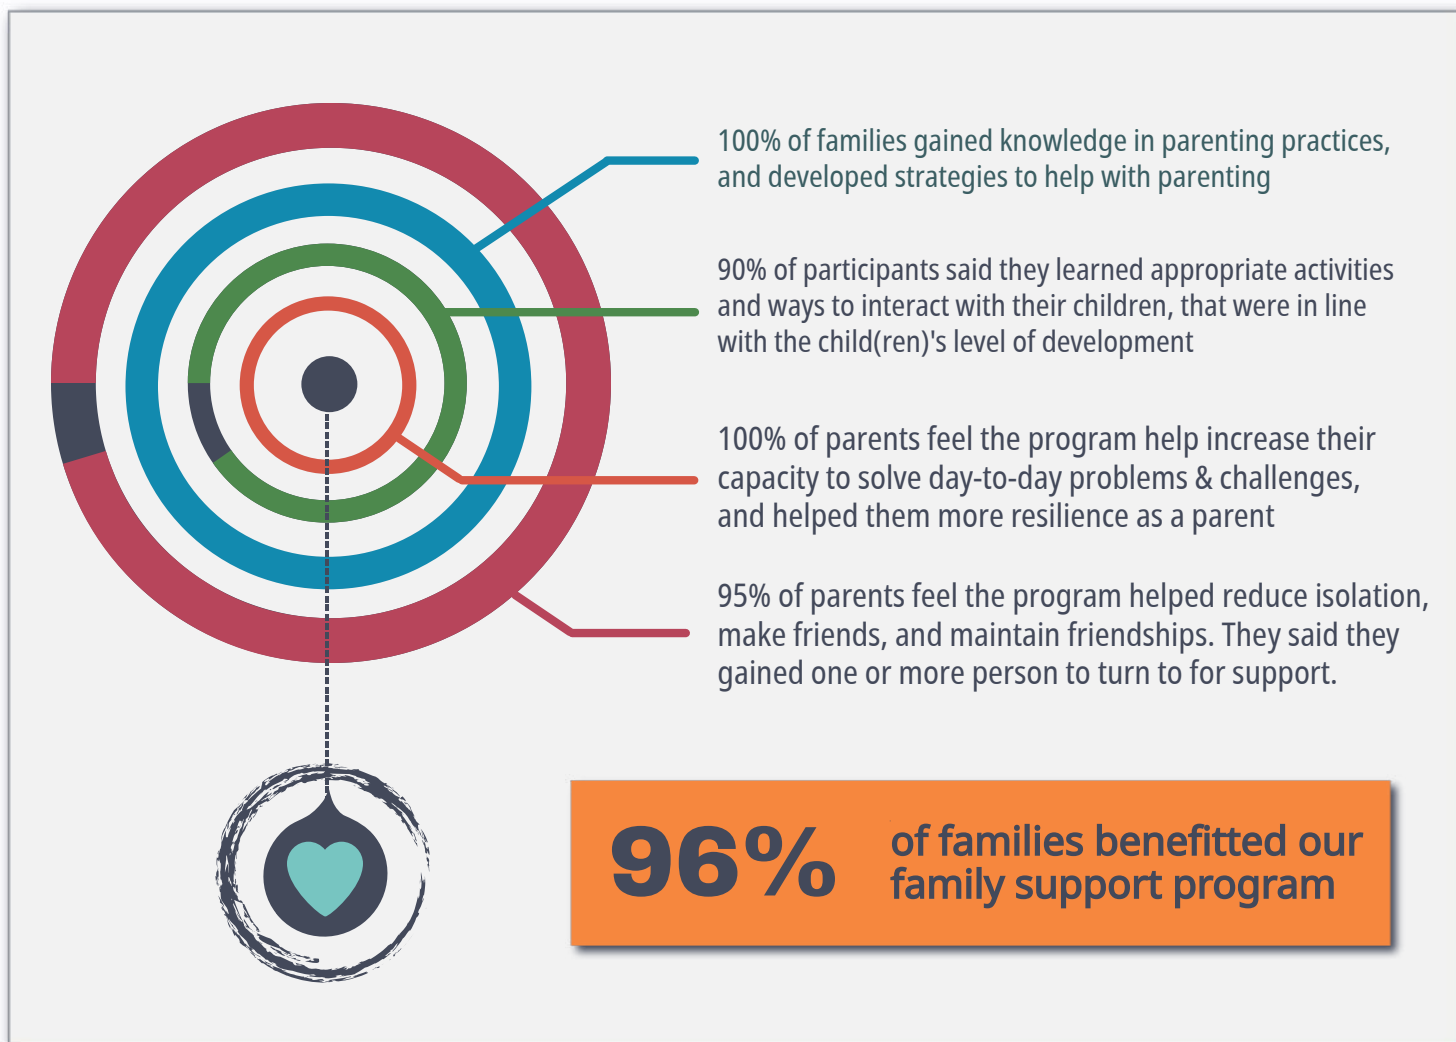 100% of families gained knowledge in parenting practices,
and developed strategies to help with parenting
90% of participants said they learned appropriate activities
and ways to interact with their children, that were in line
with the child(ren)'s level of development
100% of parents feel the program help increase their
capacity to solve day-to-day problems & challenges,
and helped them more resilience as a parent
95% of parents feel the program helped reduce isolation,
make friends, and maintain friendships. They said they
gained one or more person to turn to for support.
96%
of families benefitted our
family support program